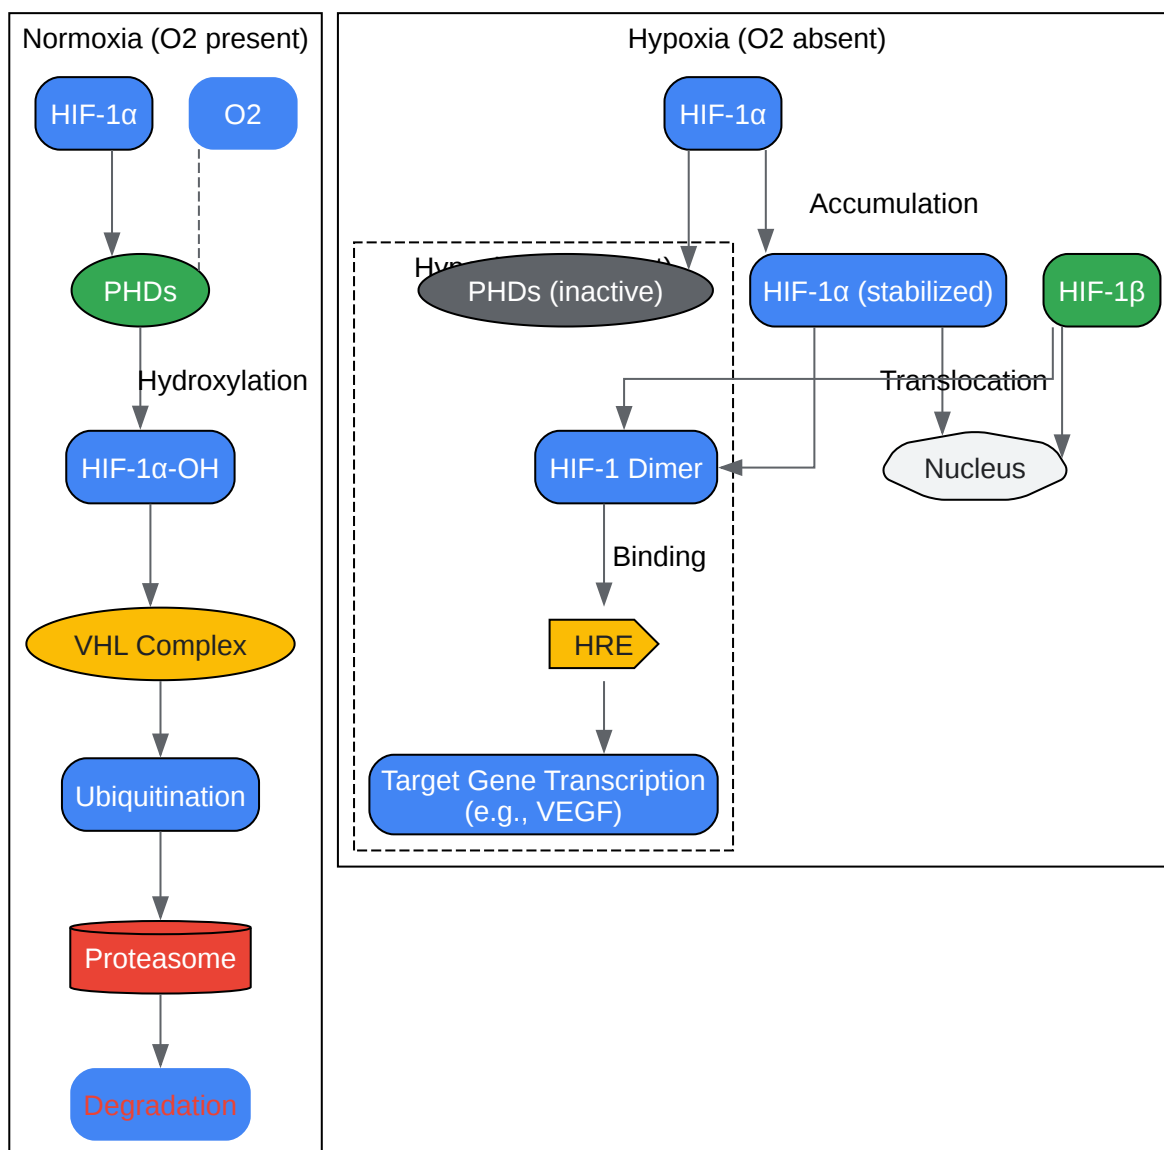 Normoxia (O2 present)
HIF-1α
O2
PHDs
Hydroxylation
HIF-1α-OH
VHL Complex
Ubiquitination
Proteasome
Degradation
Hypoxia (O2 absent)
HIF-1α
Accumulation
PHDs (inactive)
HIF-1α (stabilized)
HIF-1β
Translocation
HIF-1 Dimer
Nucleus
Binding
HRE
Target Gene Transcription
(e.g., VEGF)